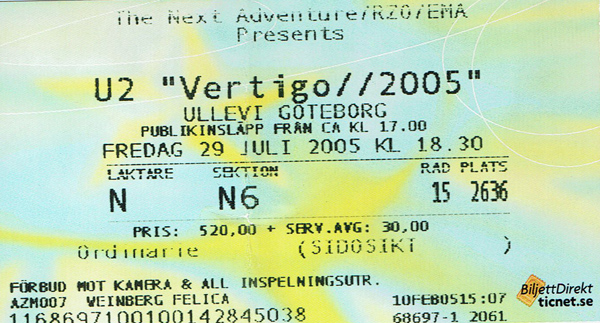 The Next Adventure/RZO/EMA
Presents
U2 "Vertigo//2005"
ULLEVI GÖTEBORG
PUBLIKINSLÄPP FRÅN CA KL 17.00
FREDAG 29 JULI 2005 KL 18.30
LÄKTARE SEKTION RAD PLATS
N N6 15 2636
PRIS: 520,00 + SERV.AVG: 30,00
Ordinarie (SIDOSIKT )
FÖRBUD MOT KAMERA & ALL INSPELNINGSUTR.
AZM007 WEINBERG FELICA 10FEB0515:07
1168697100100142845038 68697-1 2061
BiljettDirekt
ticnet.se